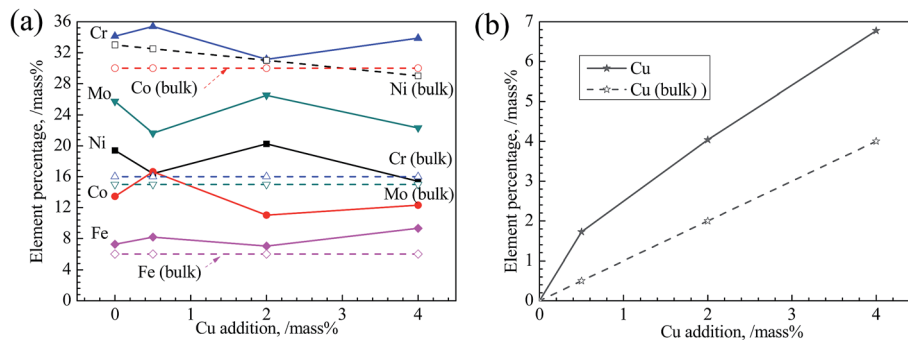 (a)
36
32
28
24
20
16
12
8
4
0
Element percentage, /mass%
Cr
Co (bulk)
Ni (bulk)
Mo
Ni
Cr (bulk)
Co
Mo (bulk)
Fe
Fe (bulk)
0 1 2 3 4
Cu addition, /mass%
(b)
7
6
5
4
3
2
1
0
Element percentage, /mass%
Cu
Cu (bulk) )
0 1 2 3 4
Cu addition, /mass%